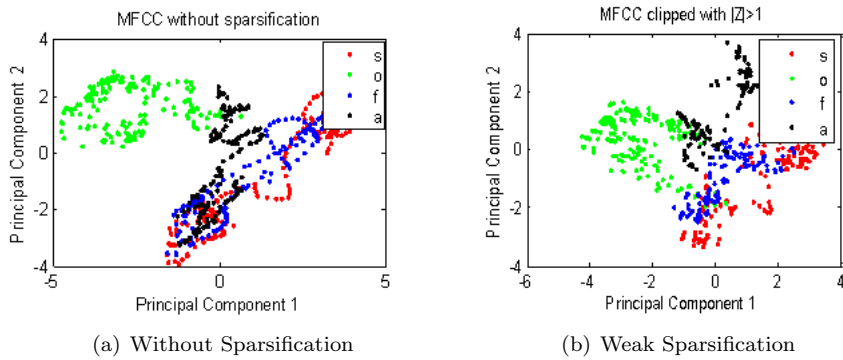 MFCC without sparsification
Principal Component 2
4
2
0
-2
-4
-5
0
5
Principal Component 1
s
o
f
a
(a) Without Sparsification
MFCC clipped with |Z|>1
Principal Component 2
4
2
0
-2
-4
-6
-4
-2
0
2
4
Principal Component 1
s
o
f
a
(b) Weak Sparsification